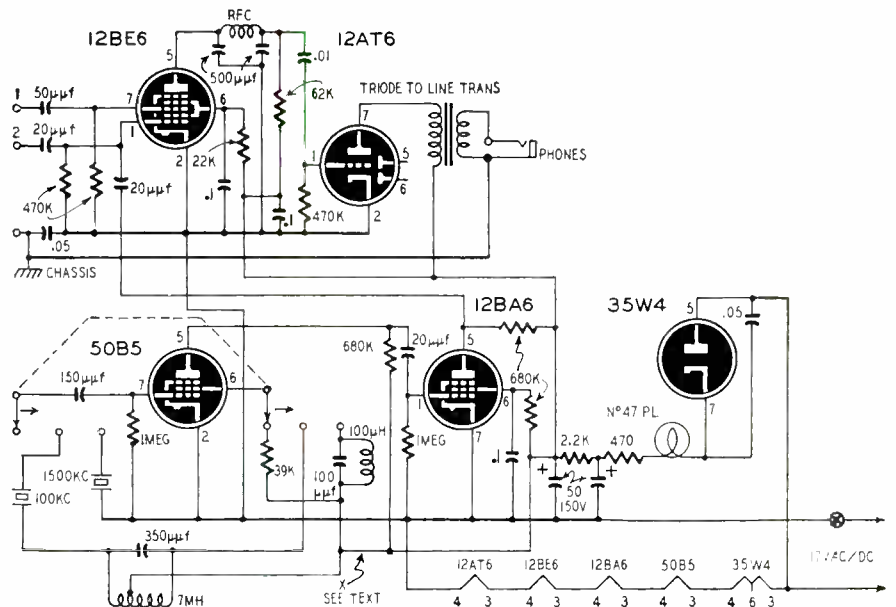 RFC
12BE6
12AT6
5
500μμf
.01
TRIODE TO LINE TRANS
62K
7
1
50μμf
7
6
2
20μμf
1
2
22K
1
5
6
PHONES
470K
20μμf
.1
.1
470K
2
.05
CHASSIS
12BA6
35W4
50B5
5
680K
20μμf
5
5
.05
150μμf
7
6
680K
1
6
Nº47 PL
7
1MEG
2
100μH
1MEG
7
2.2K
470
1500KC
39K
100
μμf
.1
+
+
50
150V
100KC
350μμf
7MH
X
SEE TEXT
12AT6
12BE6
12BA6
50B5
35W4
4 3
4 3
4 3
4 3
4 6 3
AC/DC